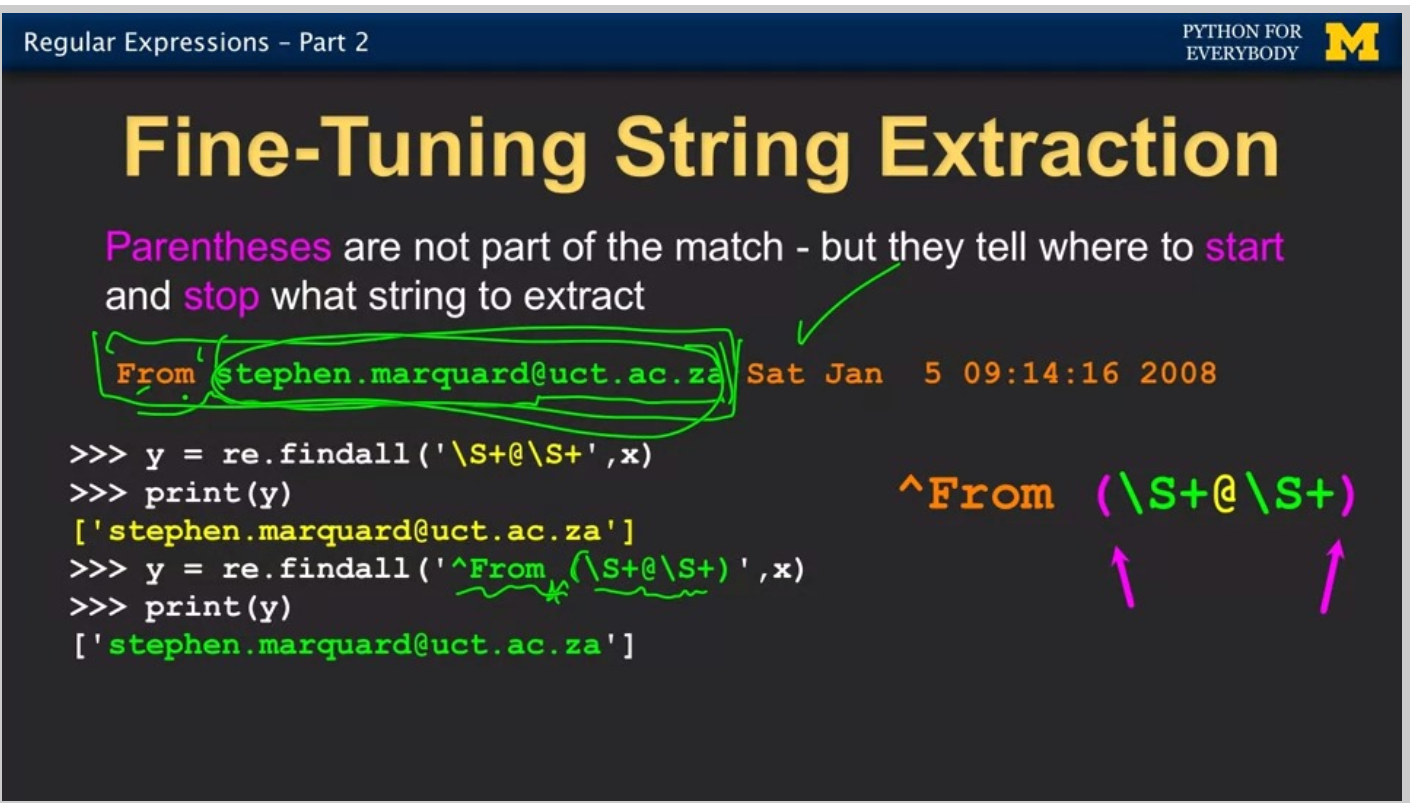 Regular Expressions – Part 2
PYTHON FOR
EVERYBODY
M
Fine-Tuning String Extraction
Parentheses are not part of the match - but they tell where to start
and stop what string to extract
From stephen.marquard@uct.ac.za Sat Jan  5 09:14:16 2008
>>> y = re.findall('\S+@\S+',x)
>>> print(y)
['stephen.marquard@uct.ac.za']
>>> y = re.findall('^From (\S+@\S+)',x)
>>> print(y)
['stephen.marquard@uct.ac.za']
^From (\S+@\S+)